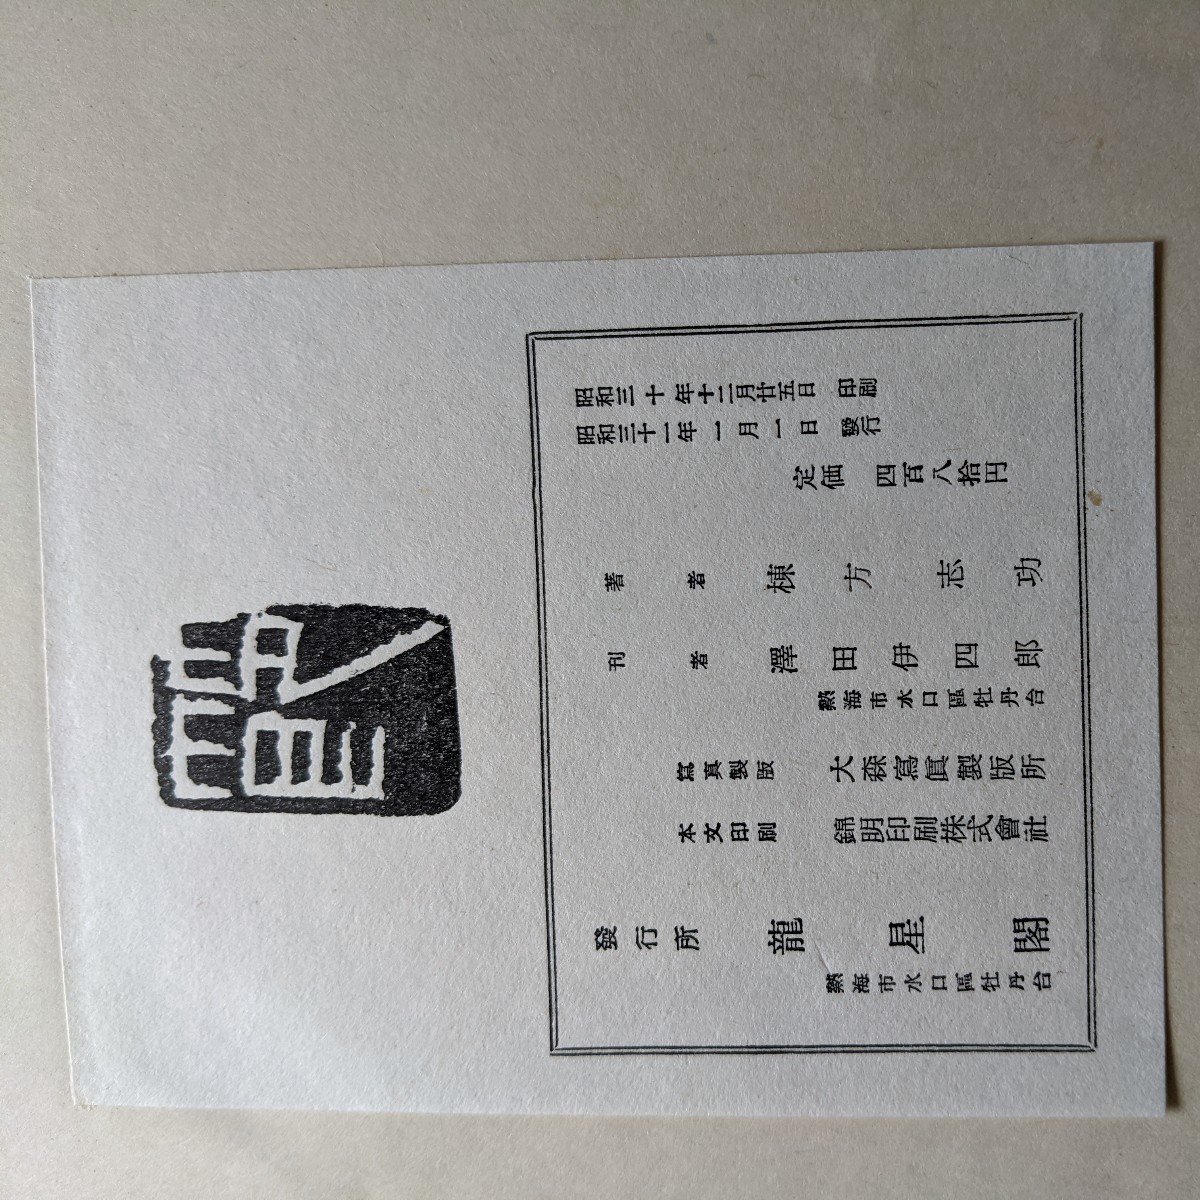 昭和三十年十二月廿五日 印刷
昭和三十一年一月一日 發行
定価 四百八拾円
著者 棟方志功
刊者 澤田伊四郎
熱海市水口區牡丹台
寫真製版 大森寫眞製版所
本文印刷 錦明印刷株式會社
發行所 龍星閣
熱海市水口區牡丹台